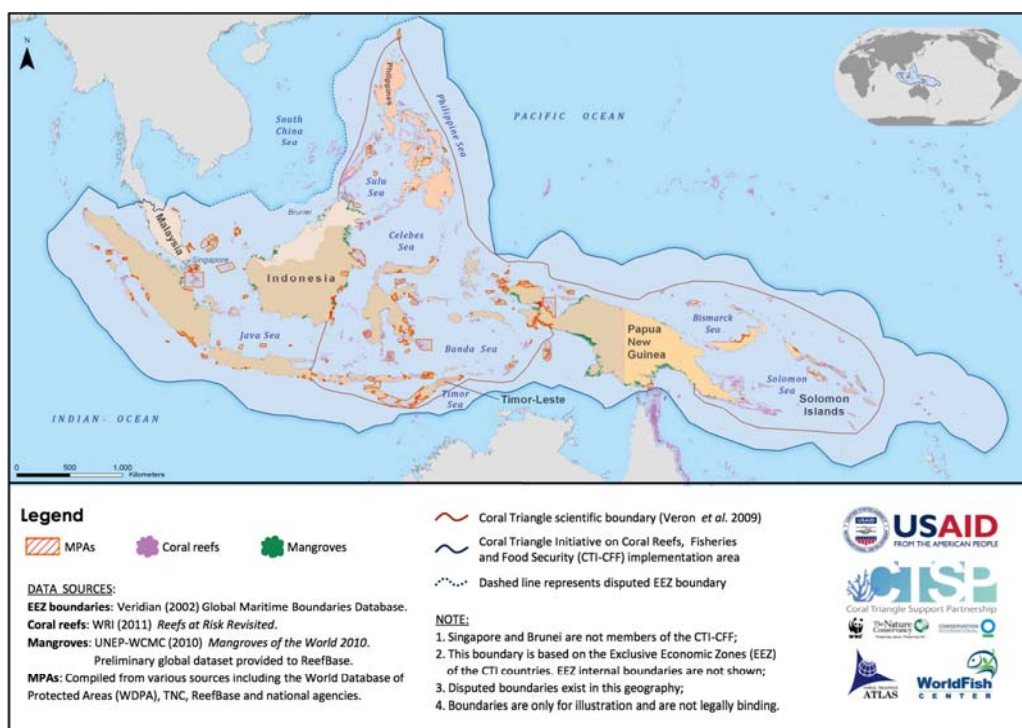 Philippines
South
China
Sea
Philippine Sea
PACIFIC OCEAN
Sulu
Sea
Brunei
Malaysia
Celebes
Sea
Singapore
Indonesia
Bismarck
Sea
Java Sea
Papua
New
Guinea
Banda Sea
Solomon
Sea
Timor
Sea
Timor-Leste
Solomon
Islands
INDIAN OCEAN
0 500 1,000
Kilometers
N
Legend
MPAs
Coral reefs
Mangroves
DATA SOURCES:
EEZ boundaries: Veridian (2002) Global Maritime Boundaries Database.
Coral reefs: WRI (2011) Reefs at Risk Revisited.
Mangroves: UNEP-WCMC (2010) Mangroves of the World 2010.
Preliminary global dataset provided to ReefBase.
MPAs: Compiled from various sources including the World Database of
Protected Areas (WDPA), TNC, ReefBase and national agencies.
Coral Triangle scientific boundary (Veron et al. 2009)
Coral Triangle Initiative on Coral Reefs, Fisheries
and Food Security (CTI-CFF) implementation area
Dashed line represents disputed EEZ boundary
NOTE:
1. Singapore and Brunei are not members of the CTI-CFF;
2. This boundary is based on the Exclusive Economic Zones (EEZ)
of the CTI countries. EEZ internal boundaries are not shown;
3. Disputed boundaries exist in this geography;
4. Boundaries are only for illustration and are not legally binding.
USAID
USAID
FROM THE AMERICAN PEOPLE
CTSP
Coral Triangle Support Partnership
WWF
The Nature
Conservancy
CONSERVATION
INTERNATIONAL
CORAL TRIANGLE
ATLAS
WorldFish
CENTER